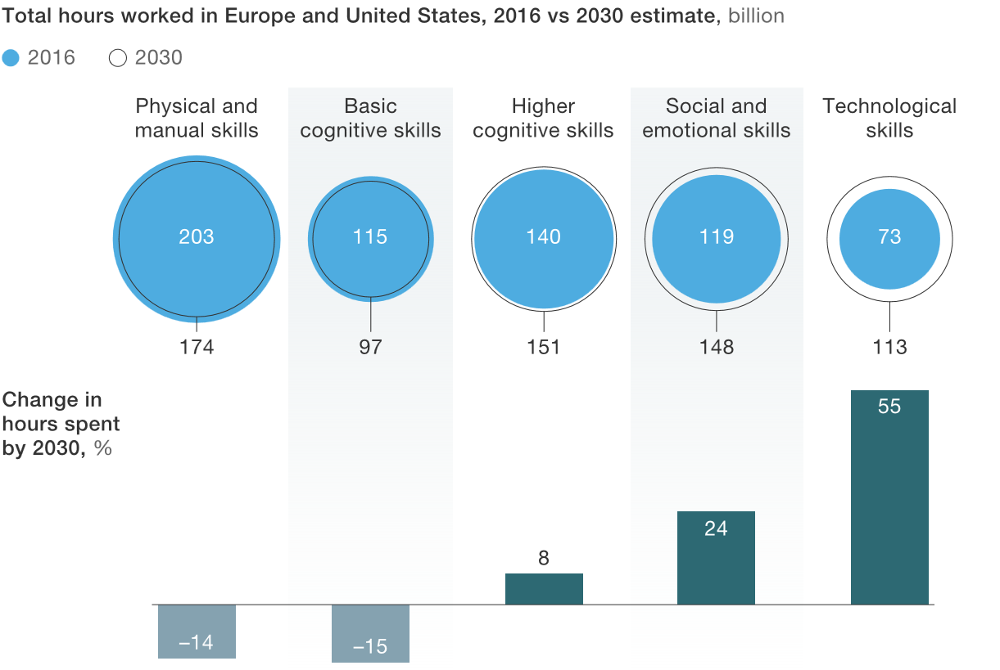 Total hours worked in Europe and United States, 2016 vs 2030 estimate, billion
2016 2030
Physical and
manual skills
Basic
cognitive skills
Higher
cognitive skills
Social and
emotional skills
Technological
skills
203 115 140 119 73
174 97 151 148 113
Change in
hours spent
by 2030, %
55
24
8
–14 –15